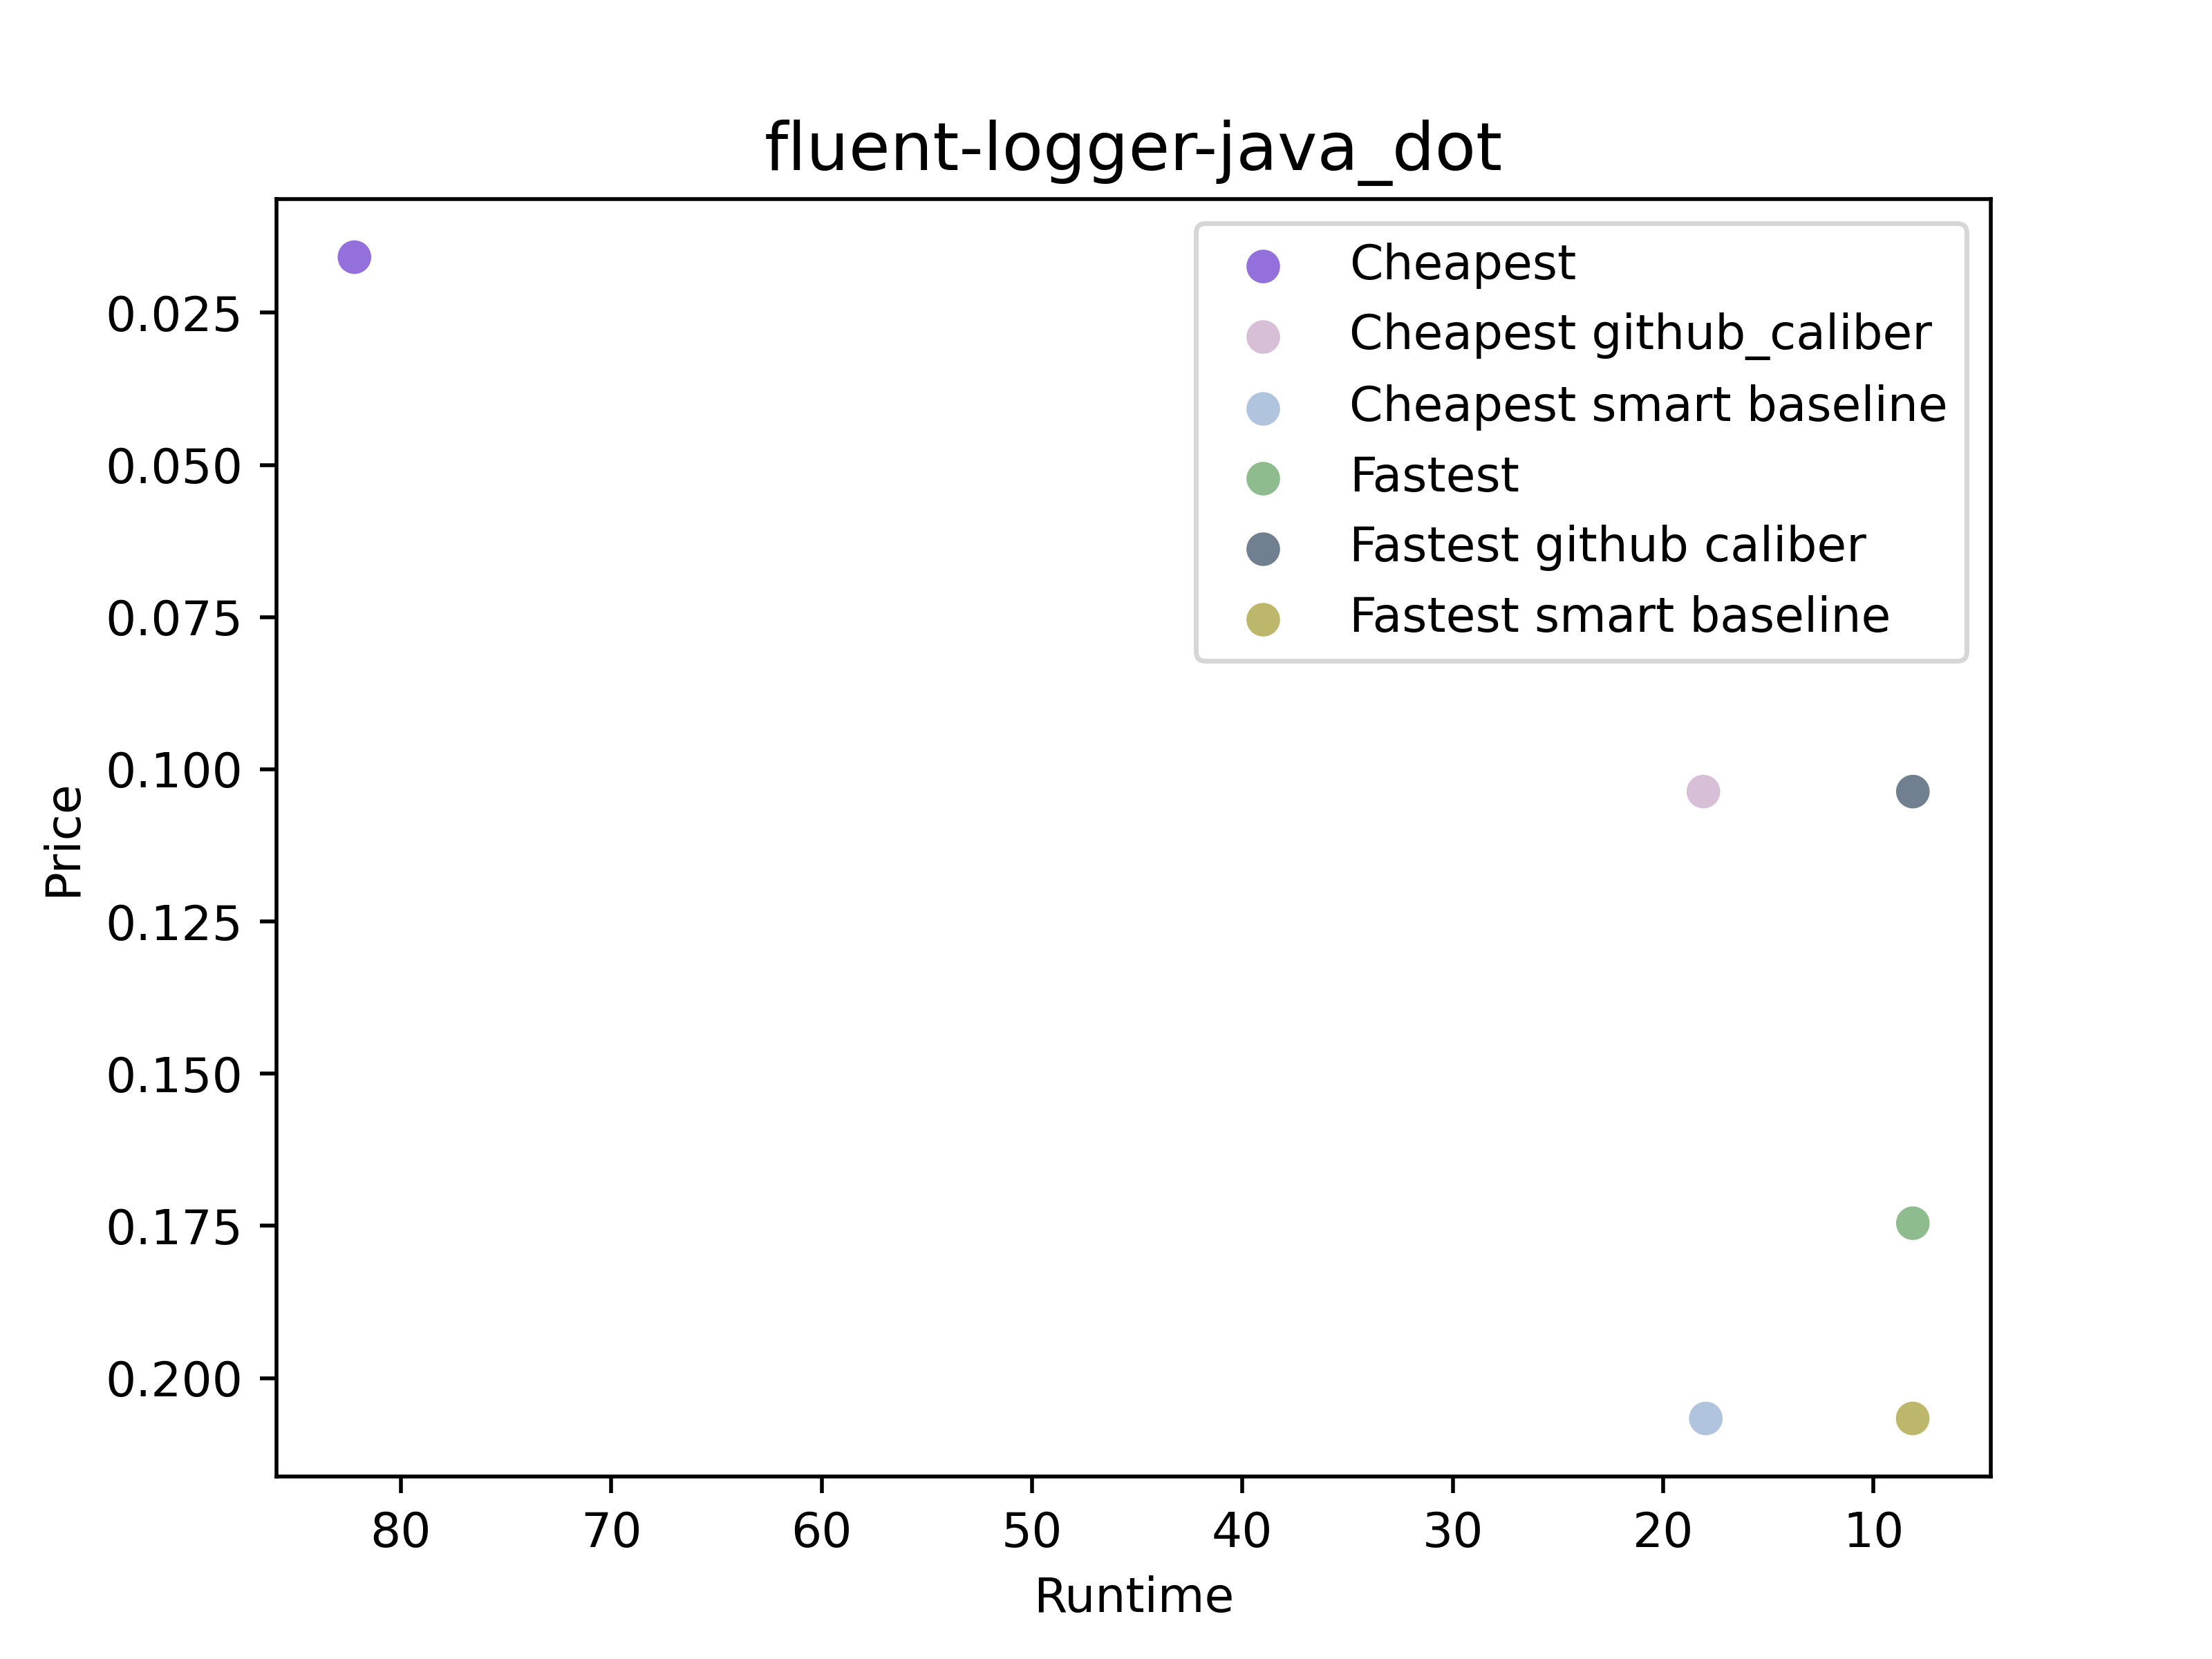 fluent-logger-java_dot
Cheapest
Cheapest github_caliber
Cheapest smart baseline
Fastest
Fastest github caliber
Fastest smart baseline
Price
0.025
0.050
0.075
0.100
0.125
0.150
0.175
0.200
80 70 60 50 40 30 20 10
Runtime